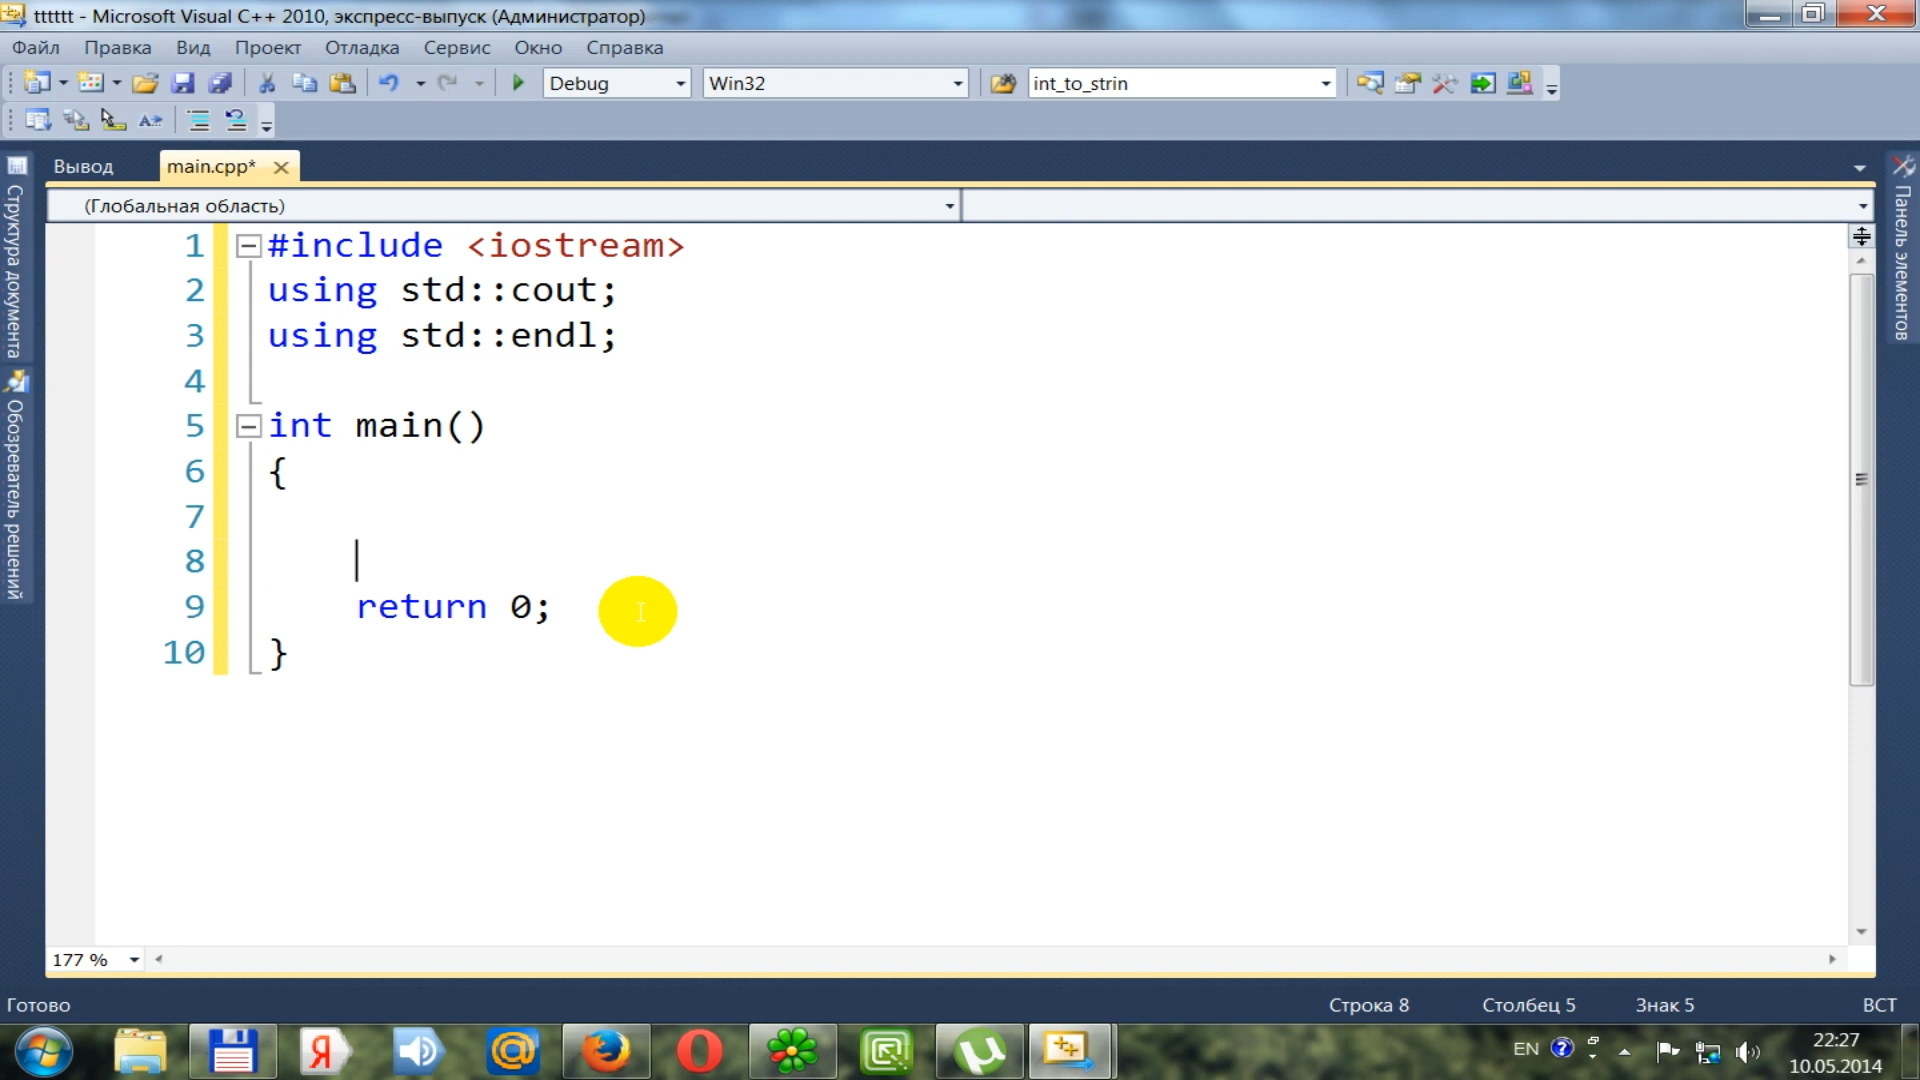 tttttt - Microsoft Visual C++ 2010, экспресс-выпуск (Администратор)
Файл Правка Вид Проект Отладка Сервис Окно Справка
Debug Win32 int_to_strin
Вывод main.cpp*
(Глобальная область)
Структура документа
Обозреватель решений
Панель элементов
1 #include <iostream>
2 using std::cout;
3 using std::endl;
4
5 int main()
6 {
7
8
9 return 0;
10 }
177 %
Готово Строка 8 Столбец 5 Знак 5 ВСТ
EN 22:27
10.05.2014